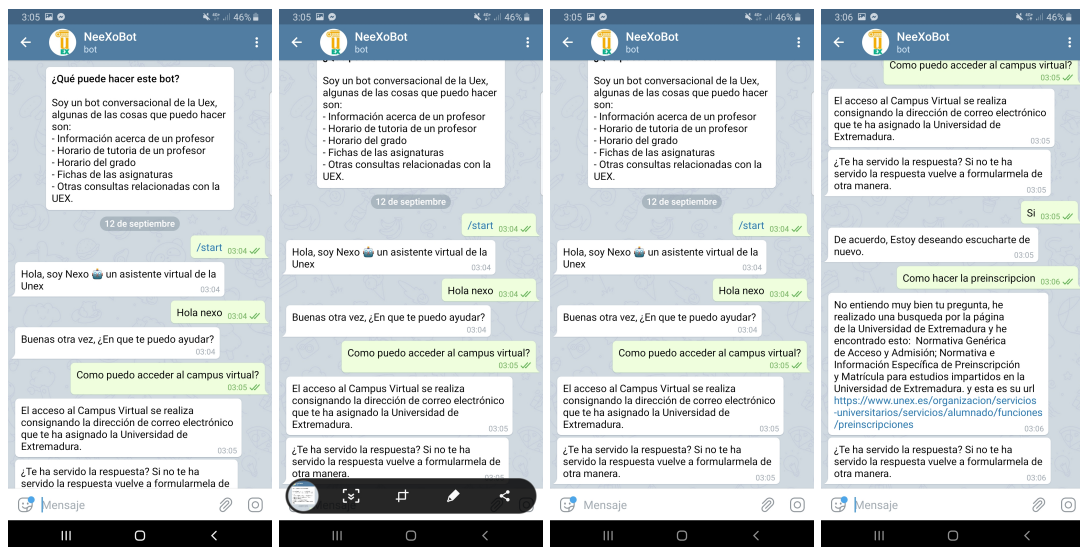 3:05
46%
NeeXoBot
bot
¿Qué puede hacer este bot?
Soy un bot conversacional de la Uex,
algunas de las cosas que puedo hacer
son:
- Información acerca de un profesor
- Horario de tutoria de un profesor
- Horario del grado
- Fichas de las asignaturas
- Otras consultas relacionadas con la
UEX.
12 de septiembre
/start 03:04
Hola, soy Nexo un asistente virtual de la
Unex
03:04
Hola nexo 03:04
Buenas otra vez, ¿En que te puedo ayudar?
03:04
Como puedo acceder al campus virtual?
03:05
El acceso al Campus Virtual se realiza
consignando la dirección de correo electrónico
que te ha asignado la Universidad de
Extremadura.
03:05
¿Te ha servido la respuesta? Si no te ha
servido la respuesta vuelve a formularmela de
Mensaje
3:05
46%
NeeXoBot
bot
Soy un bot conversacional de la Uex,
algunas de las cosas que puedo hacer
son:
- Información acerca de un profesor
- Horario de tutoria de un profesor
- Horario del grado
- Fichas de las asignaturas
- Otras consultas relacionadas con la
UEX.
12 de septiembre
/start 03:04
Hola, soy Nexo un asistente virtual de la
Unex
03:04
Hola nexo 03:04
Buenas otra vez, ¿En que te puedo ayudar?
03:04
Como puedo acceder al campus virtual?
03:05
El acceso al Campus Virtual se realiza
consignando la dirección de correo electrónico
que te ha asignado la Universidad de
Extremadura.
03:05
¿Te ha servido la respuesta? Si no te ha
servido la respuesta vuelve a formularmela de
otra manera.
03:05
Mensaje
3:05
46%
NeeXoBot
bot
Soy un bot conversacional de la Uex,
algunas de las cosas que puedo hacer
son:
- Información acerca de un profesor
- Horario de tutoria de un profesor
- Horario del grado
- Fichas de las asignaturas
- Otras consultas relacionadas con la
UEX.
12 de septiembre
/start 03:04
Hola, soy Nexo un asistente virtual de la
Unex
03:04
Hola nexo 03:04
Buenas otra vez, ¿En que te puedo ayudar?
03:04
Como puedo acceder al campus virtual?
03:05
El acceso al Campus Virtual se realiza
consignando la dirección de correo electrónico
que te ha asignado la Universidad de
Extremadura.
03:05
¿Te ha servido la respuesta? Si no te ha
servido la respuesta vuelve a formularmela de
otra manera.
03:05
Mensaje
3:06
46%
NeeXoBot
bot
Como puedo acceder al campus virtual?
03:05
El acceso al Campus Virtual se realiza
consignando la dirección de correo electrónico
que te ha asignado la Universidad de
Extremadura.
03:05
¿Te ha servido la respuesta? Si no te ha
servido la respuesta vuelve a formularmela de
otra manera.
03:05
Si 03:05
De acuerdo, Estoy deseando escucharte de
nuevo.
03:05
Como hacer la preinscripcion 03:06
No entiendo muy bien tu pregunta, he
realizado una busqueda por la página
de la Universidad de Extremadura y he
encontrado esto: Normativa Genérica
de Acceso y Admisión; Normativa e
Información Específica de Preinscripción
y Matrícula para estudios impartidos en la
Universidad de Extremadura. y esta es su url
https://www.unex.es/organizacion/servicios
-universitarios/servicios/alumnado/funciones
/preinscripciones
03:06
¿Te ha servido la respuesta? Si no te ha
servido la respuesta vuelve a formularmela de
otra manera.
03:06
Mensaje